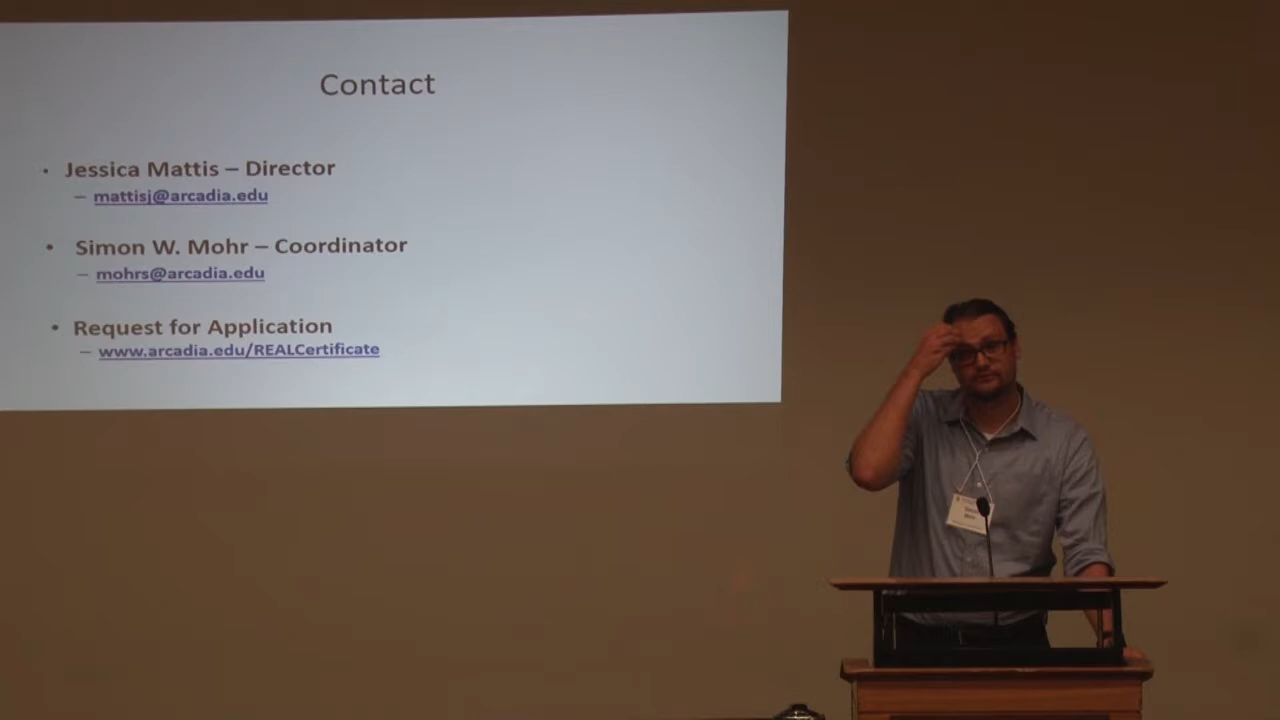 Contact
• Jessica Mattis – Director
– mattisj@arcadia.edu
• Simon W. Mohr – Coordinator
– mohrs@arcadia.edu
• Request for Application
– www.arcadia.edu/REALCertificate